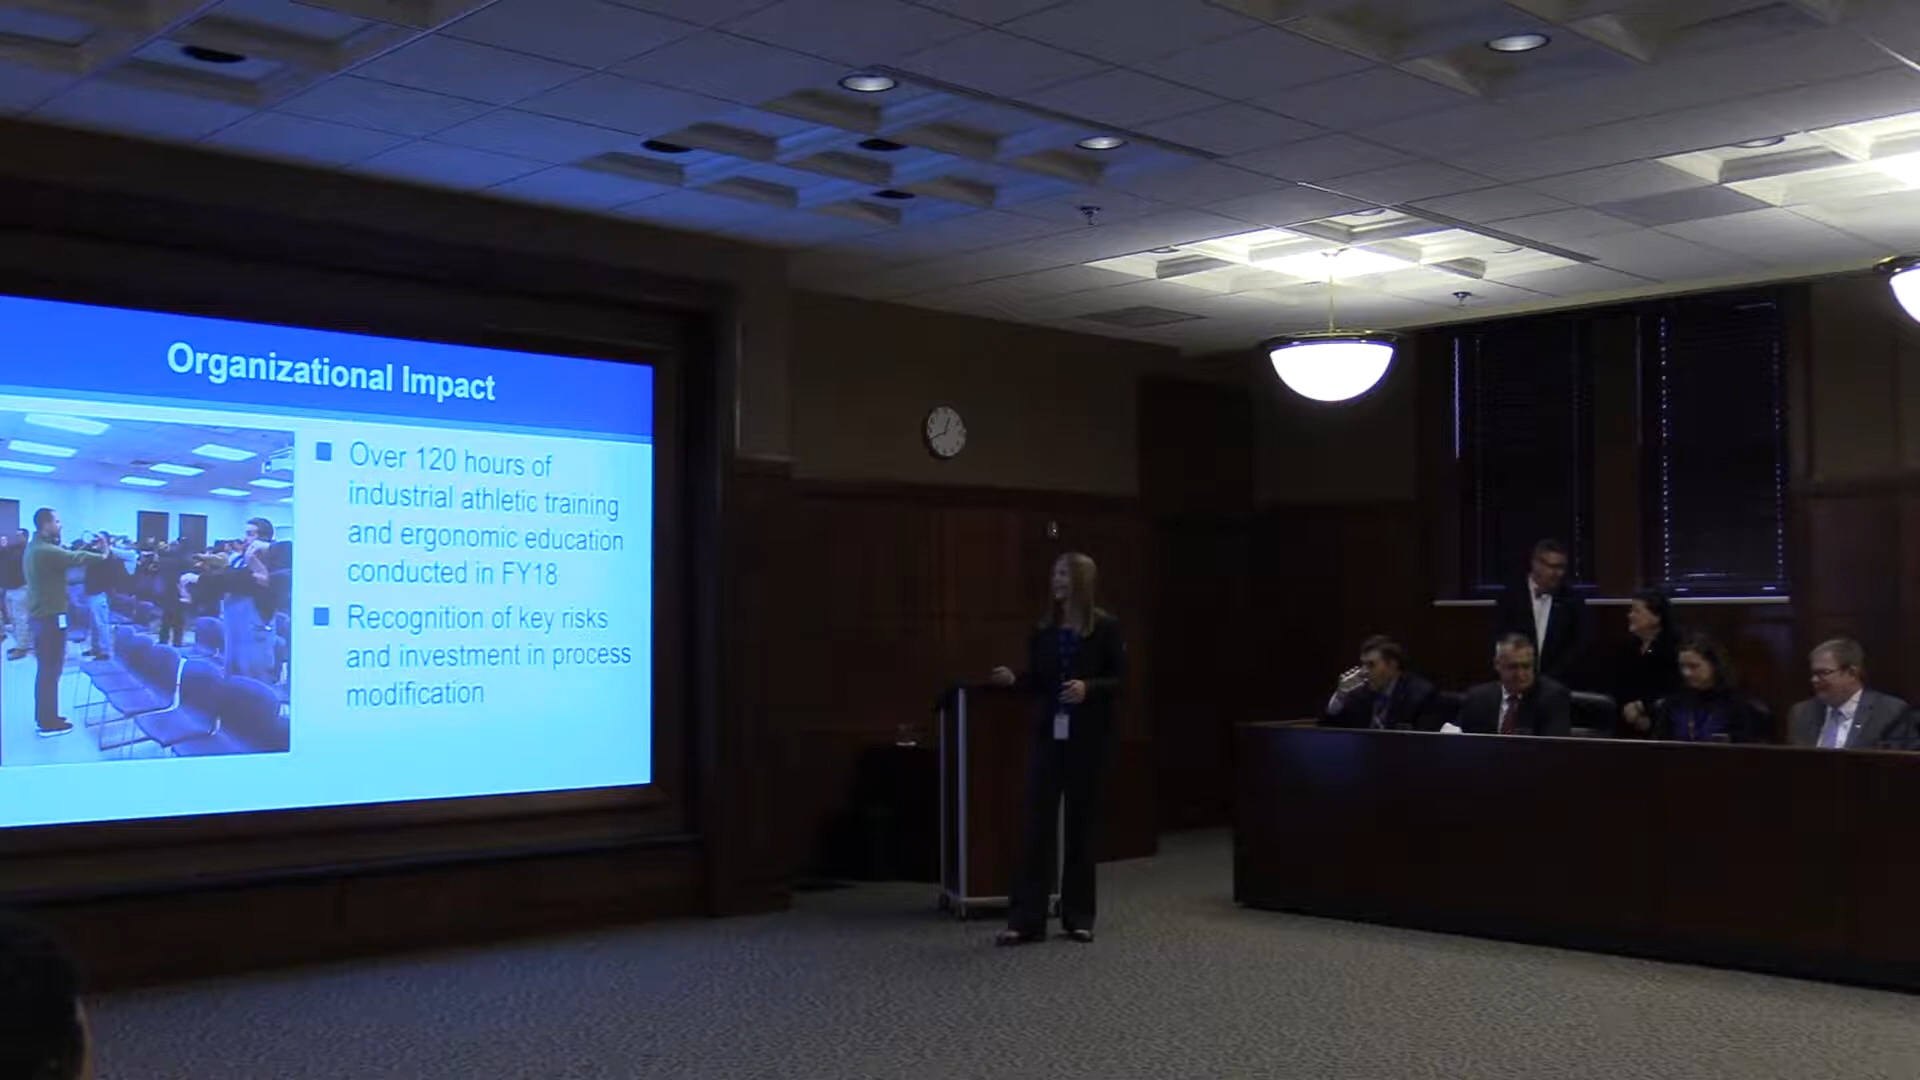 Organizational Impact
Over 120 hours of
industrial athletic training
and ergonomic education
conducted in FY18
Recognition of key risks
and investment in process
modification